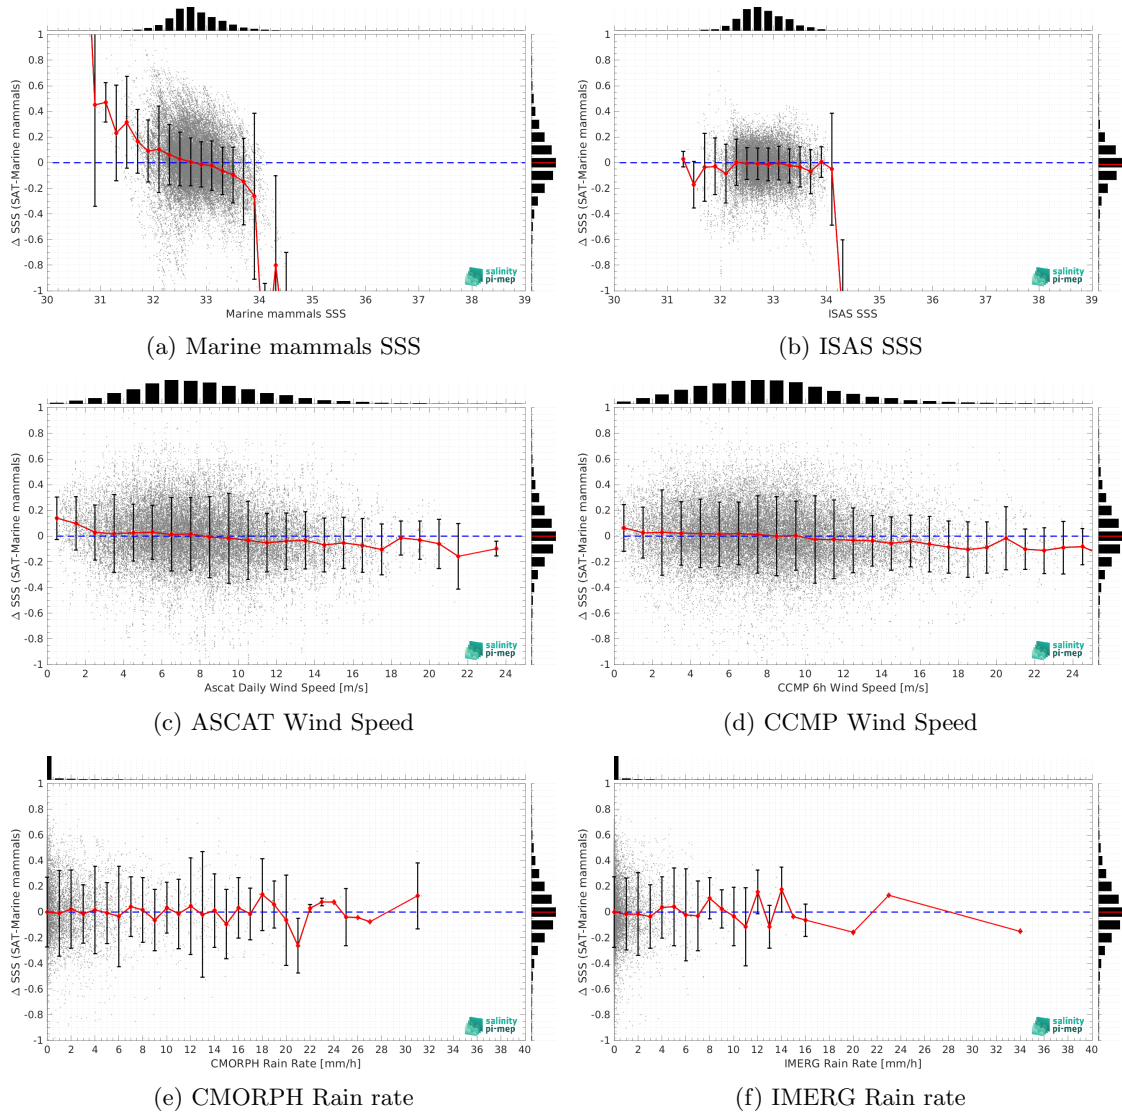 1
0.8
0.6
0.4
0.2
0
-0.2
-0.4
-0.6
-0.8
-1
Δ SSS (SAT-Marine mammals)
salinity
pi-mep
30 31 32 33 34 35 36 37 38 39
Marine mammals SSS
(a) Marine mammals SSS
1
0.8
0.6
0.4
0.2
0
-0.2
-0.4
-0.6
-0.8
-1
Δ SSS (SAT-Marine mammals)
salinity
pi-mep
30 31 32 33 34 35 36 37 38 39
ISAS SSS
(b) ISAS SSS
1
0.8
0.6
0.4
0.2
0
-0.2
-0.4
-0.6
-0.8
-1
Δ SSS (SAT-Marine mammals)
salinity
pi-mep
0 2 4 6 8 10 12 14 16 18 20 22 24
Ascat Daily Wind Speed [m/s]
(c) ASCAT Wind Speed
1
0.8
0.6
0.4
0.2
0
-0.2
-0.4
-0.6
-0.8
-1
Δ SSS (SAT-Marine mammals)
salinity
pi-mep
0 2 4 6 8 10 12 14 16 18 20 22 24
CCMP 6h Wind Speed [m/s]
(d) CCMP Wind Speed
1
0.8
0.6
0.4
0.2
0
-0.2
-0.4
-0.6
-0.8
-1
Δ SSS (SAT-Marine mammals)
salinity
pi-mep
0 2 4 6 8 10 12 14 16 18 20 22 24 26 28 30 32 34 36 38 40
CMORPH Rain Rate [mm/h]
(e) CMORPH Rain rate
1
0.8
0.6
0.4
0.2
0
-0.2
-0.4
-0.6
-0.8
-1
Δ SSS (SAT-Marine mammals)
salinity
pi-mep
0 2 4 6 8 10 12 14 16 18 20 22 24 26 28 30 32 34 36 38 40
IMERG Rain Rate [mm/h]
(f) IMERG Rain rate